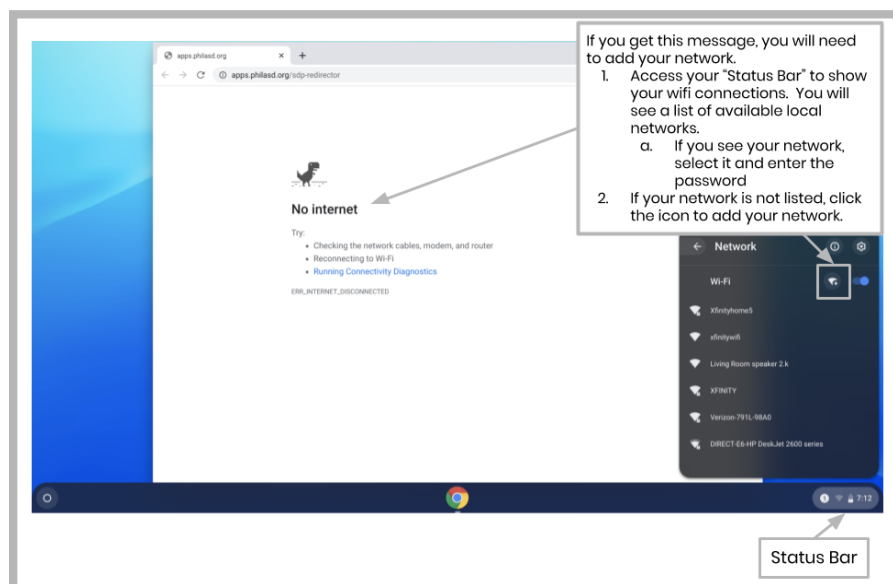 apps.philasd.org
apps.philasd.org/sdp-redirector
No internet
Try:
• Checking the network cables, modem, and router
• Reconnecting to Wi-Fi
• Running Connectivity Diagnostics
ERR_INTERNET_DISCONNECTED
If you get this message, you will need
to add your network.
1. Access your “Status Bar” to show
your wifi connections. You will
see a list of available local
networks.
a. If you see your network,
select it and enter the
password
2. If your network is not listed, click
the icon to add your network.
Network
Wi-Fi
Xfinityhome5
xfinitywifi
Living Room speaker 2.k
XFINITY
Verizon-791L-98A0
DIRECT-E6-HP DeskJet 2600 series
7:12
Status Bar